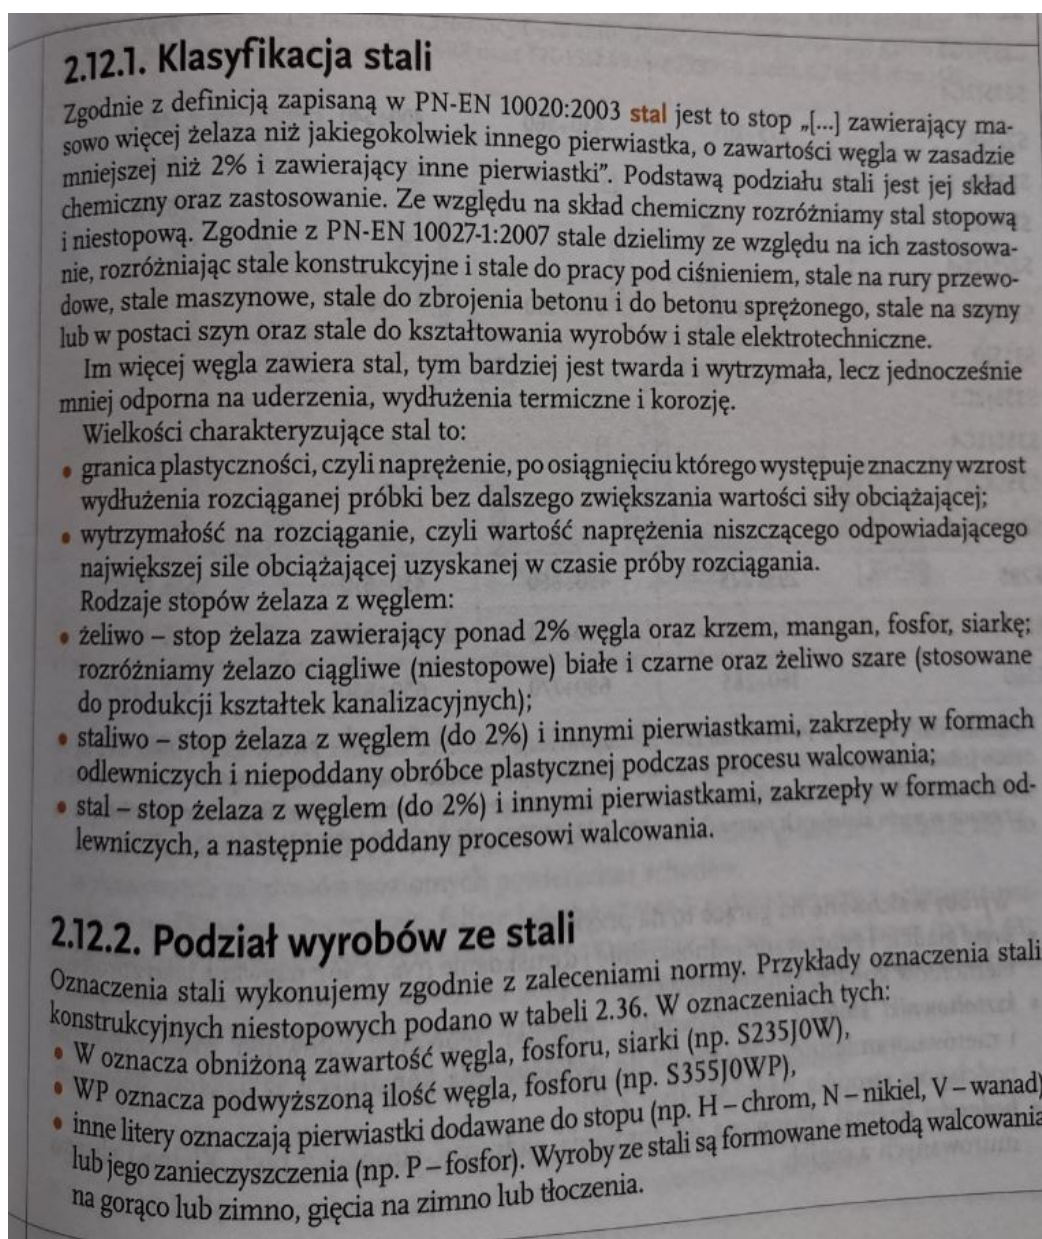 2.12.1. Klasyfikacja stali
Zgodnie z definicją zapisaną w PN-EN 10020:2003 stal jest to stop „[...] zawierający ma-
sowo więcej żelaza niż jakiegokolwiek innego pierwiastka, o zawartości węgla w zasadzie
mniejszej niż 2% i zawierający inne pierwiastki”. Podstawą podziału stali jest jej skład
chemiczny oraz zastosowanie. Ze względu na skład chemiczny rozróżniamy stal stopową
i niestopową. Zgodnie z PN-EN 10027-1:2007 stale dzielimy ze względu na ich zastosowa-
nie, rozróżniając stale konstrukcyjne i stale do pracy pod ciśnieniem, stale na rury przewo-
dowe, stale maszynowe, stale do zbrojenia betonu i do betonu sprężonego, stale na szyny
lub w postaci szyn oraz stale do kształtowania wyrobów i stale elektrotechniczne.
Im więcej węgla zawiera stal, tym bardziej jest twarda i wytrzymała, lecz jednocześnie
mniej odporna na uderzenia, wydłużenia termiczne i korozję.
Wielkości charakteryzujące stal to:
• granica plastyczności, czyli naprężenie, po osiągnięciu którego występuje znaczny wzrost
wydłużenia rozciąganej próbki bez dalszego zwiększania wartości siły obciążającej;
• wytrzymałość na rozciąganie, czyli wartość naprężenia niszczącego odpowiadającego
największej sile obciążającej uzyskanej w czasie próby rozciągania.
Rodzaje stopów żelaza z węglem:
• żeliwo – stop żelaza zawierający ponad 2% węgla oraz krzem, mangan, fosfor, siarkę;
rozróżniamy żelazo ciągliwe (niestopowe) białe i czarne oraz żeliwo szare (stosowane
do produkcji kształtek kanalizacyjnych);
• staliwo – stop żelaza z węglem (do 2%) i innymi pierwiastkami, zakrzepły w formach
odlewniczych i niepoddany obróbce plastycznej podczas procesu walcowania;
• stal – stop żelaza z węglem (do 2%) i innymi pierwiastkami, zakrzepły w formach od-
lewniczych, a następnie poddany procesowi walcowania.
2.12.2. Podział wyrobów ze stali
Oznaczenia stali wykonujemy zgodnie z zaleceniami normy. Przykłady oznaczenia stali
konstrukcyjnych niestopowych podano w tabeli 2.36. W oznaczeniach tych:
• W oznacza obniżoną zawartość węgla, fosforu, siarki (np. S235J0W),
• WP oznacza podwyższoną ilość węgla, fosforu (np. S355J0WP),
• inne litery oznaczają pierwiastki dodawane do stopu (np. H – chrom, N – nikiel, V – wanad)
lub jego zanieczyszczenia (np. P – fosfor). Wyroby ze stali są formowane metodą walcowania
na gorąco lub zimno, gięcia na zimno lub tłoczenia.